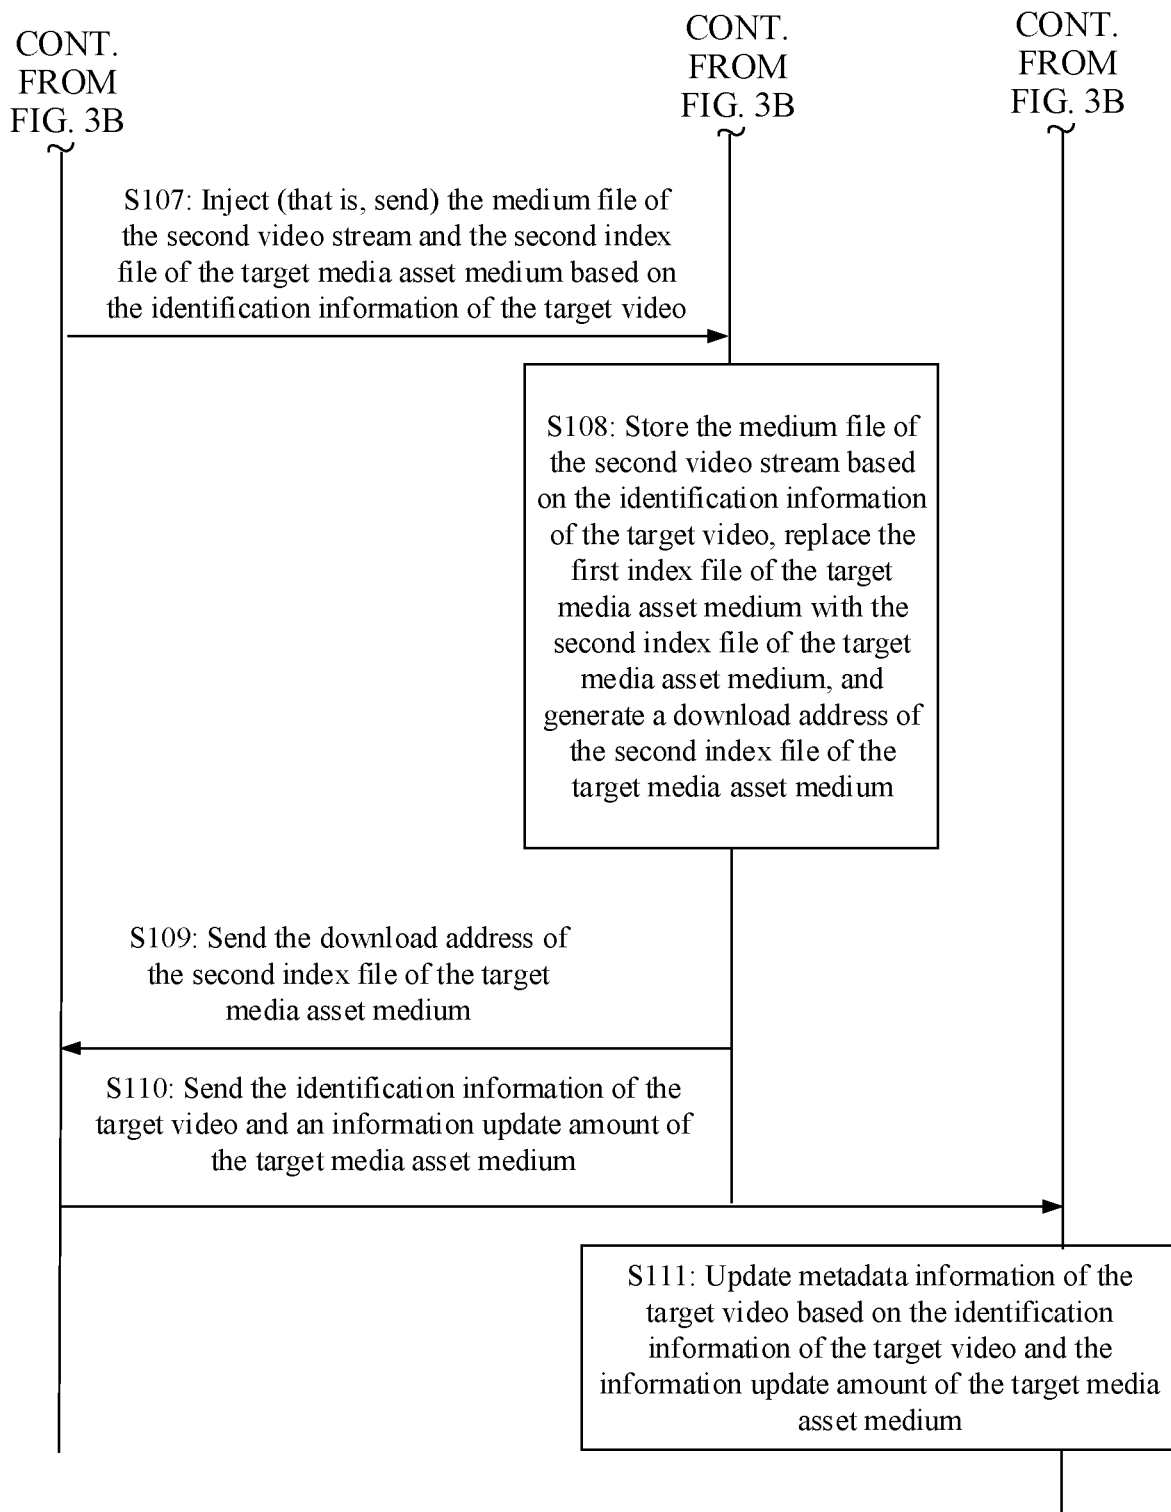 CONT.
FROM
FIG. 3B
CONT.
FROM
FIG. 3B
CONT.
FROM
FIG. 3B
S107: Inject (that is, send) the medium file of
the second video stream and the second index
file of the target media asset medium based on
the identification information of the target video
S108: Store the medium file of
the second video stream based
on the identification information
of the target video, replace the
first index file of the target
media asset medium with the
second index file of the target
media asset medium, and
generate a download address of
the second index file of the
target media asset medium
S109: Send the download address of
the second index file of the target
media asset medium
S110: Send the identification information of the
target video and an information update amount of
the target media asset medium
S111: Update metadata information of the
target video based on the identification
information of the target video and the
information update amount of the target media
asset medium